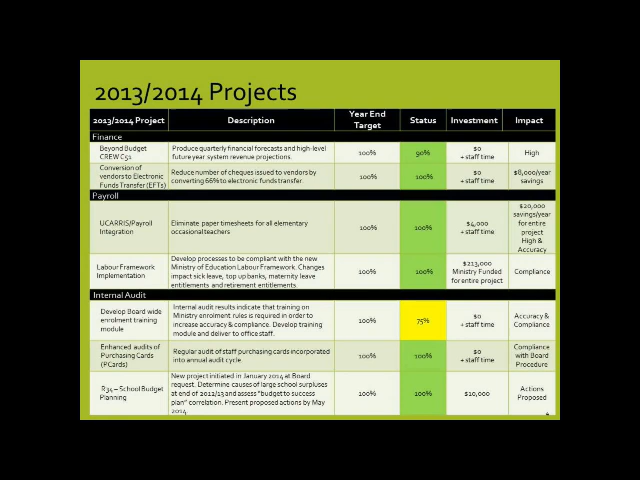 2013/2014 Projects
2013/2014 Project Description Year End Target Status Investment Impact
Finance
Beyond Budget CREW C51 Produce quarterly financial forecasts and high-level future year system revenue projections. 100% 90% $0 + staff time High
Conversion of vendors to Electronic Funds Transfer (EFTs) Reduce number of cheques issued to vendors by converting 66% to electronic funds transfer. 100% 100% $0 + staff time $8,000/year savings
Payroll
UCARRIS/Payroll Integration Eliminate paper timesheets for all elementary occasional teachers 100% 100% $4,000 + staff time $20,000 savings/year for entire project High & Accuracy
Labour Framework Implementation Develop processes to be compliant with the new Ministry of Education Labour Framework. Changes impact sick leave, top up banks, maternity leave entitlements and retirement entitlements. 100% 100% $213,000 Ministry Funded for entire project Compliance
Internal Audit
Develop Board wide enrolment training module Internal audit results indicate that training on Ministry enrolment rules is required in order to increase accuracy & compliance. Develop training module and deliver to office staff. 100% 75% $0 + staff time Accuracy & Compliance
Enhanced audits of Purchasing Cards (PCards) Regular audit of staff purchasing cards incorporated into annual audit cycle. 100% 100% $0 + staff time Compliance with Board Procedure
R34 – School Budget Planning New project initiated in January 2014 at Board request. Determine causes of large school surpluses at end of 2012/13 and assess "budget to success plan" correlation. Present proposed actions by May 2014. 100% 100% $10,000 Actions Proposed
4